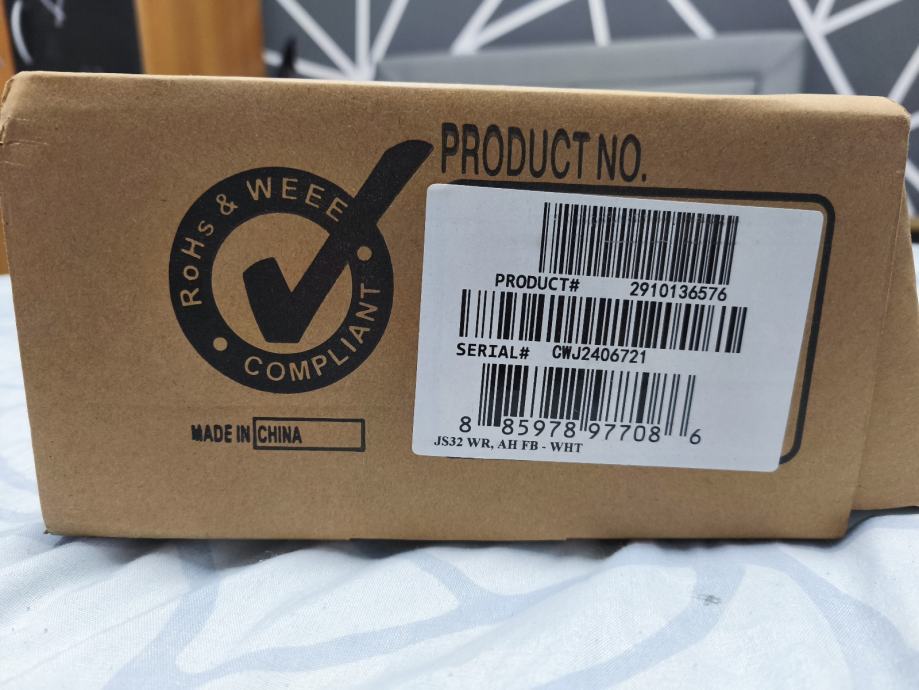 RoHs & WEEE
COMPLIANT
MADE IN CHINA
PRODUCT NO.
PRODUCT# 2910136576
SERIAL# CWJ2406721
8 85978 97708 6
JS32 WR, AH FB - WHT